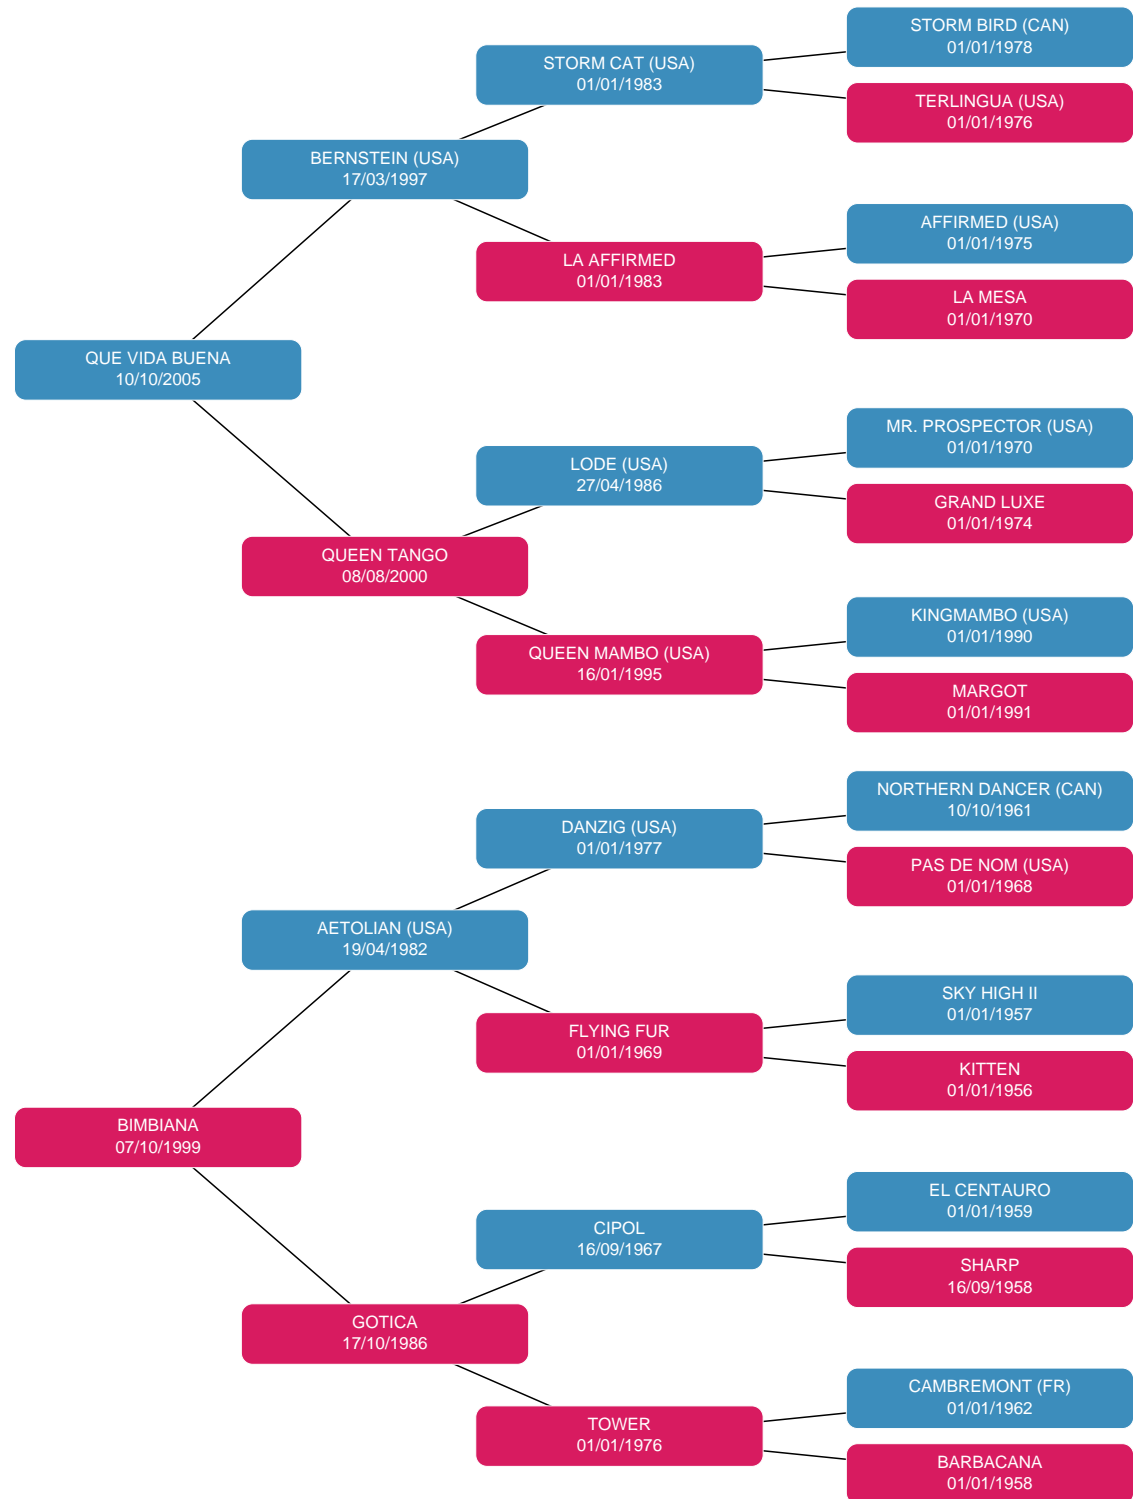 STORM BIRD (CAN)
01/01/1978
STORM CAT (USA)
01/01/1983
TERLINGUA (USA)
01/01/1976
BERNSTEIN (USA)
17/03/1997
AFFIRMED (USA)
01/01/1975
LA AFFIRMED
01/01/1983
LA MESA
01/01/1970
QUE VIDA BUENA
10/10/2005
MR. PROSPECTOR (USA)
01/01/1970
LODE (USA)
27/04/1986
GRAND LUXE
01/01/1974
QUEEN TANGO
08/08/2000
KINGMAMBO (USA)
01/01/1990
QUEEN MAMBO (USA)
16/01/1995
MARGOT
01/01/1991
NORTHERN DANCER (CAN)
10/10/1961
DANZIG (USA)
01/01/1977
PAS DE NOM (USA)
01/01/1968
AETOLIAN (USA)
19/04/1982
SKY HIGH II
01/01/1957
FLYING FUR
01/01/1969
KITTEN
01/01/1956
BIMBIANA
07/10/1999
EL CENTAURO
01/01/1959
CIPOL
16/09/1967
SHARP
16/09/1958
GOTICA
17/10/1986
CAMBREMONT (FR)
01/01/1962
TOWER
01/01/1976
BARBACANA
01/01/1958